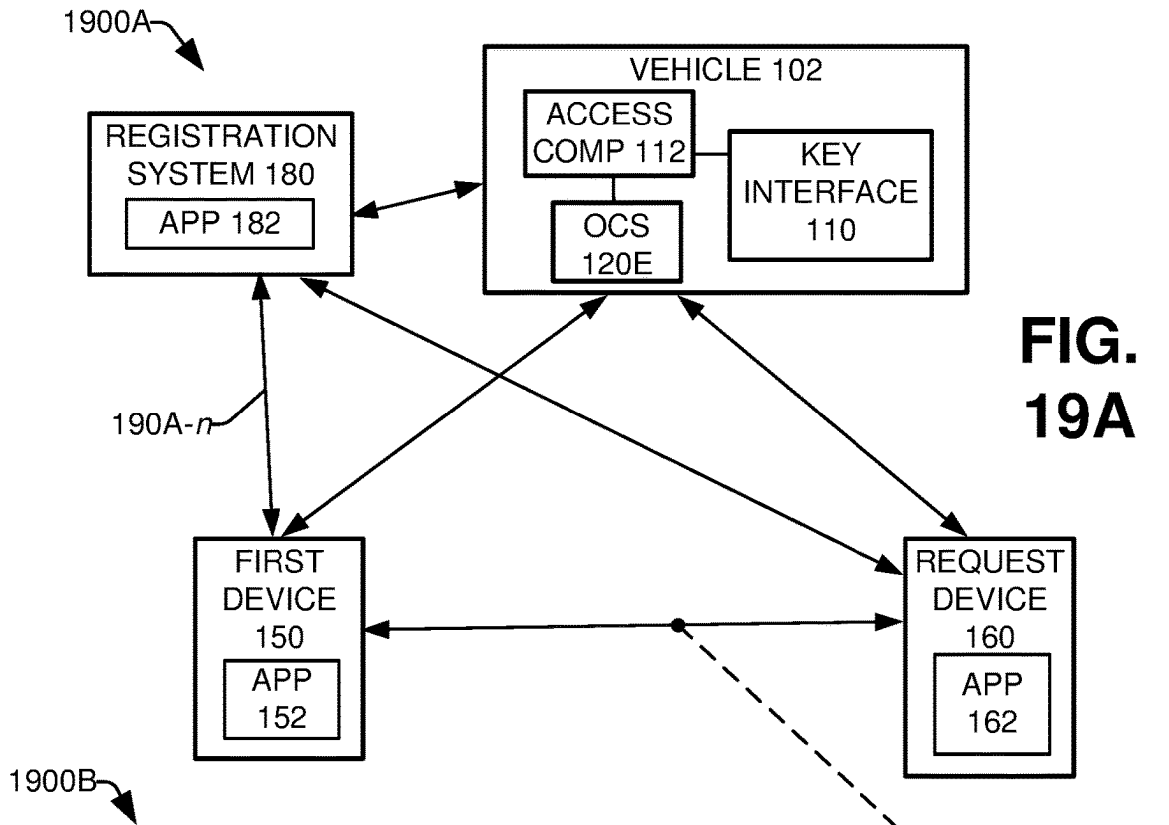 1900A
VEHICLE 102
REGISTRATION
SYSTEM 180
APP 182
ACCESS
COMP 112
KEY
INTERFACE
110
OCS
120E
FIG.
19A
190A-n
FIRST
DEVICE
150
APP
152
REQUEST
DEVICE
160
APP
162
1900B